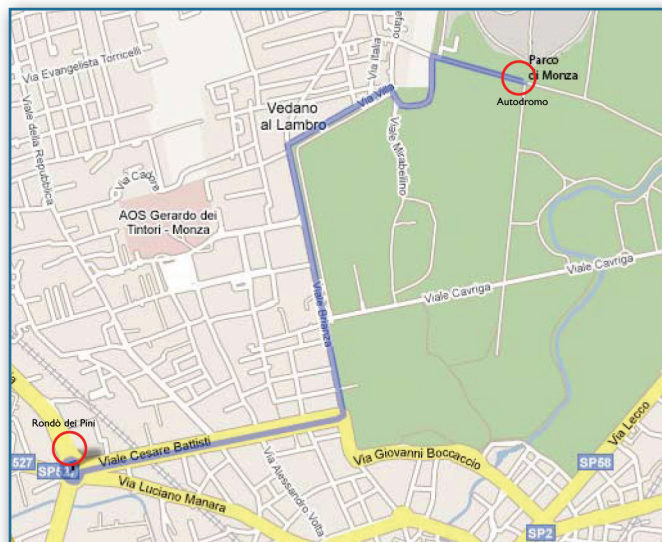 Via Evangelista Torricelli
Viale della Repubblica
Via Italia
Parco
di Monza
Autodromo
Via Villa
Vedano
al Lambro
Viale Mirabellino
Via Cadore
AOS Gerardo dei
Tintori - Monza
Viale Cavriga
Viale Cavriga
Viale Brianza
Rondò dei Pini
Viale Cesare Battisti
Via Lecco
Via Giovanni Boccaccio
527
Via Alessandro Volta
SP58
Via Luciano Manara
SP2